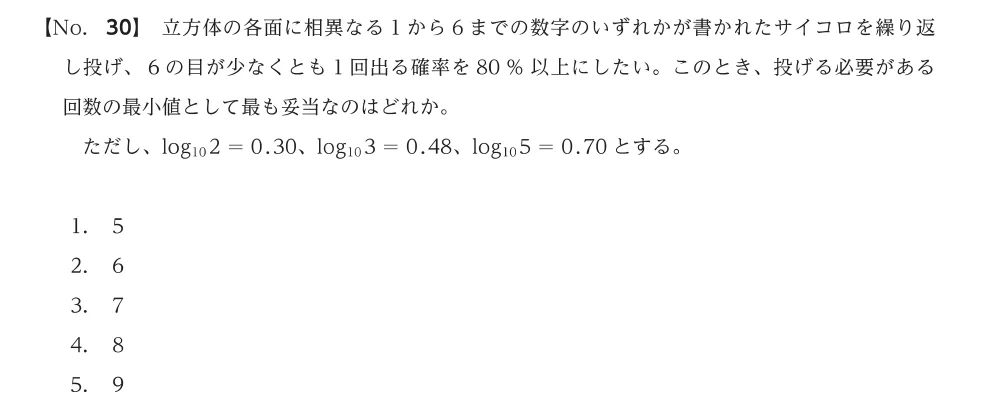 【No. 30】 立方体の各面に相異なる1から6までの数字のいずれかが書かれたサイコロを繰り返
し投げ、6の目が少なくとも1回出る確率を80 % 以上にしたい。このとき、投げる必要がある
回数の最小値として最も妥当なのはどれか。
ただし、log₁₀2 = 0.30、log₁₀3 = 0.48、log₁₀5 = 0.70とする。
1. 5
2. 6
3. 7
4. 8
5. 9